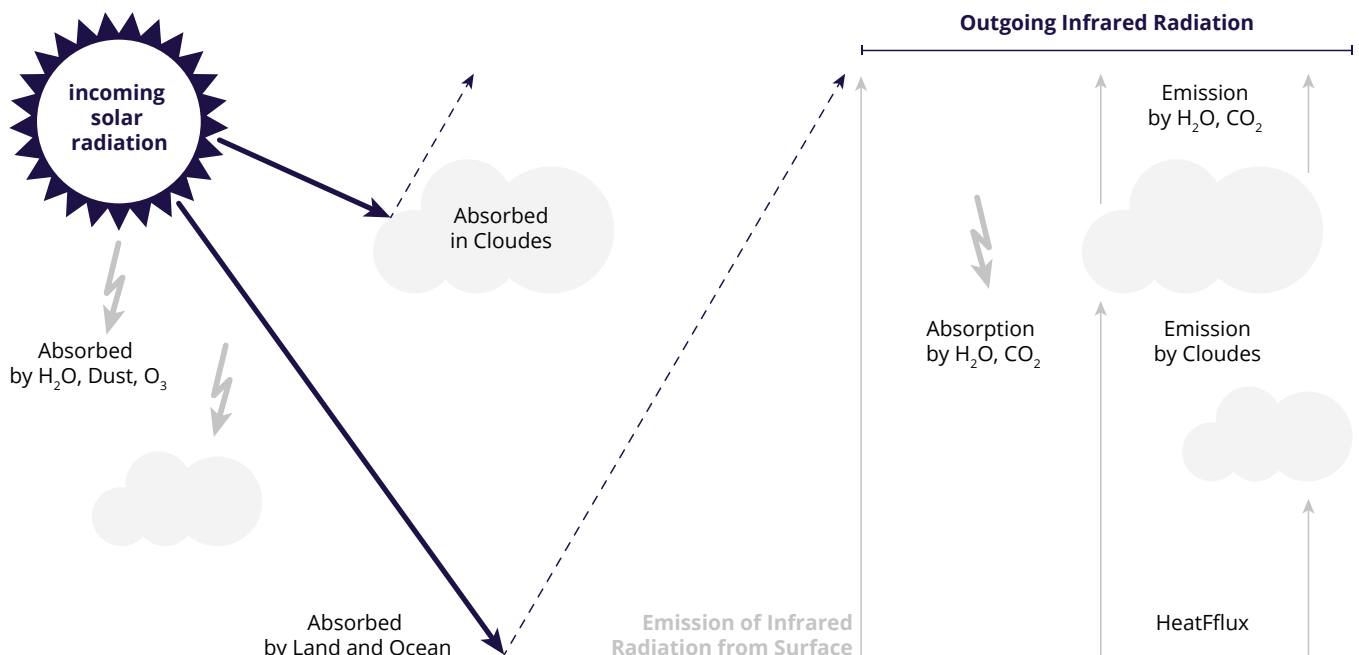 Outgoing Infrared Radiation
incoming
solar
radiation
Emission
by H₂O, CO₂
Absorbed
in Cloudes
Absorbed
by H₂O, Dust, O₃
Absorption
by H₂O, CO₂
Emission
by Cloudes
Absorbed
by Land and Ocean
Emission of Infrared
Radiation from Surface
HeatFflux